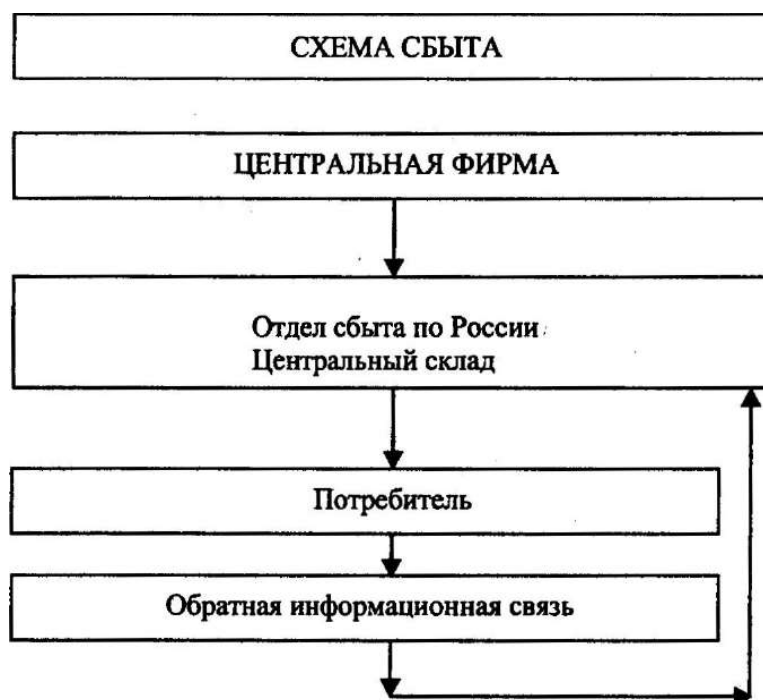 СХЕМА СБЫТА
ЦЕНТРАЛЬНАЯ ФИРМА
Отдел сбыта по России
Центральный склад
Потребитель
Обратная информационная связь